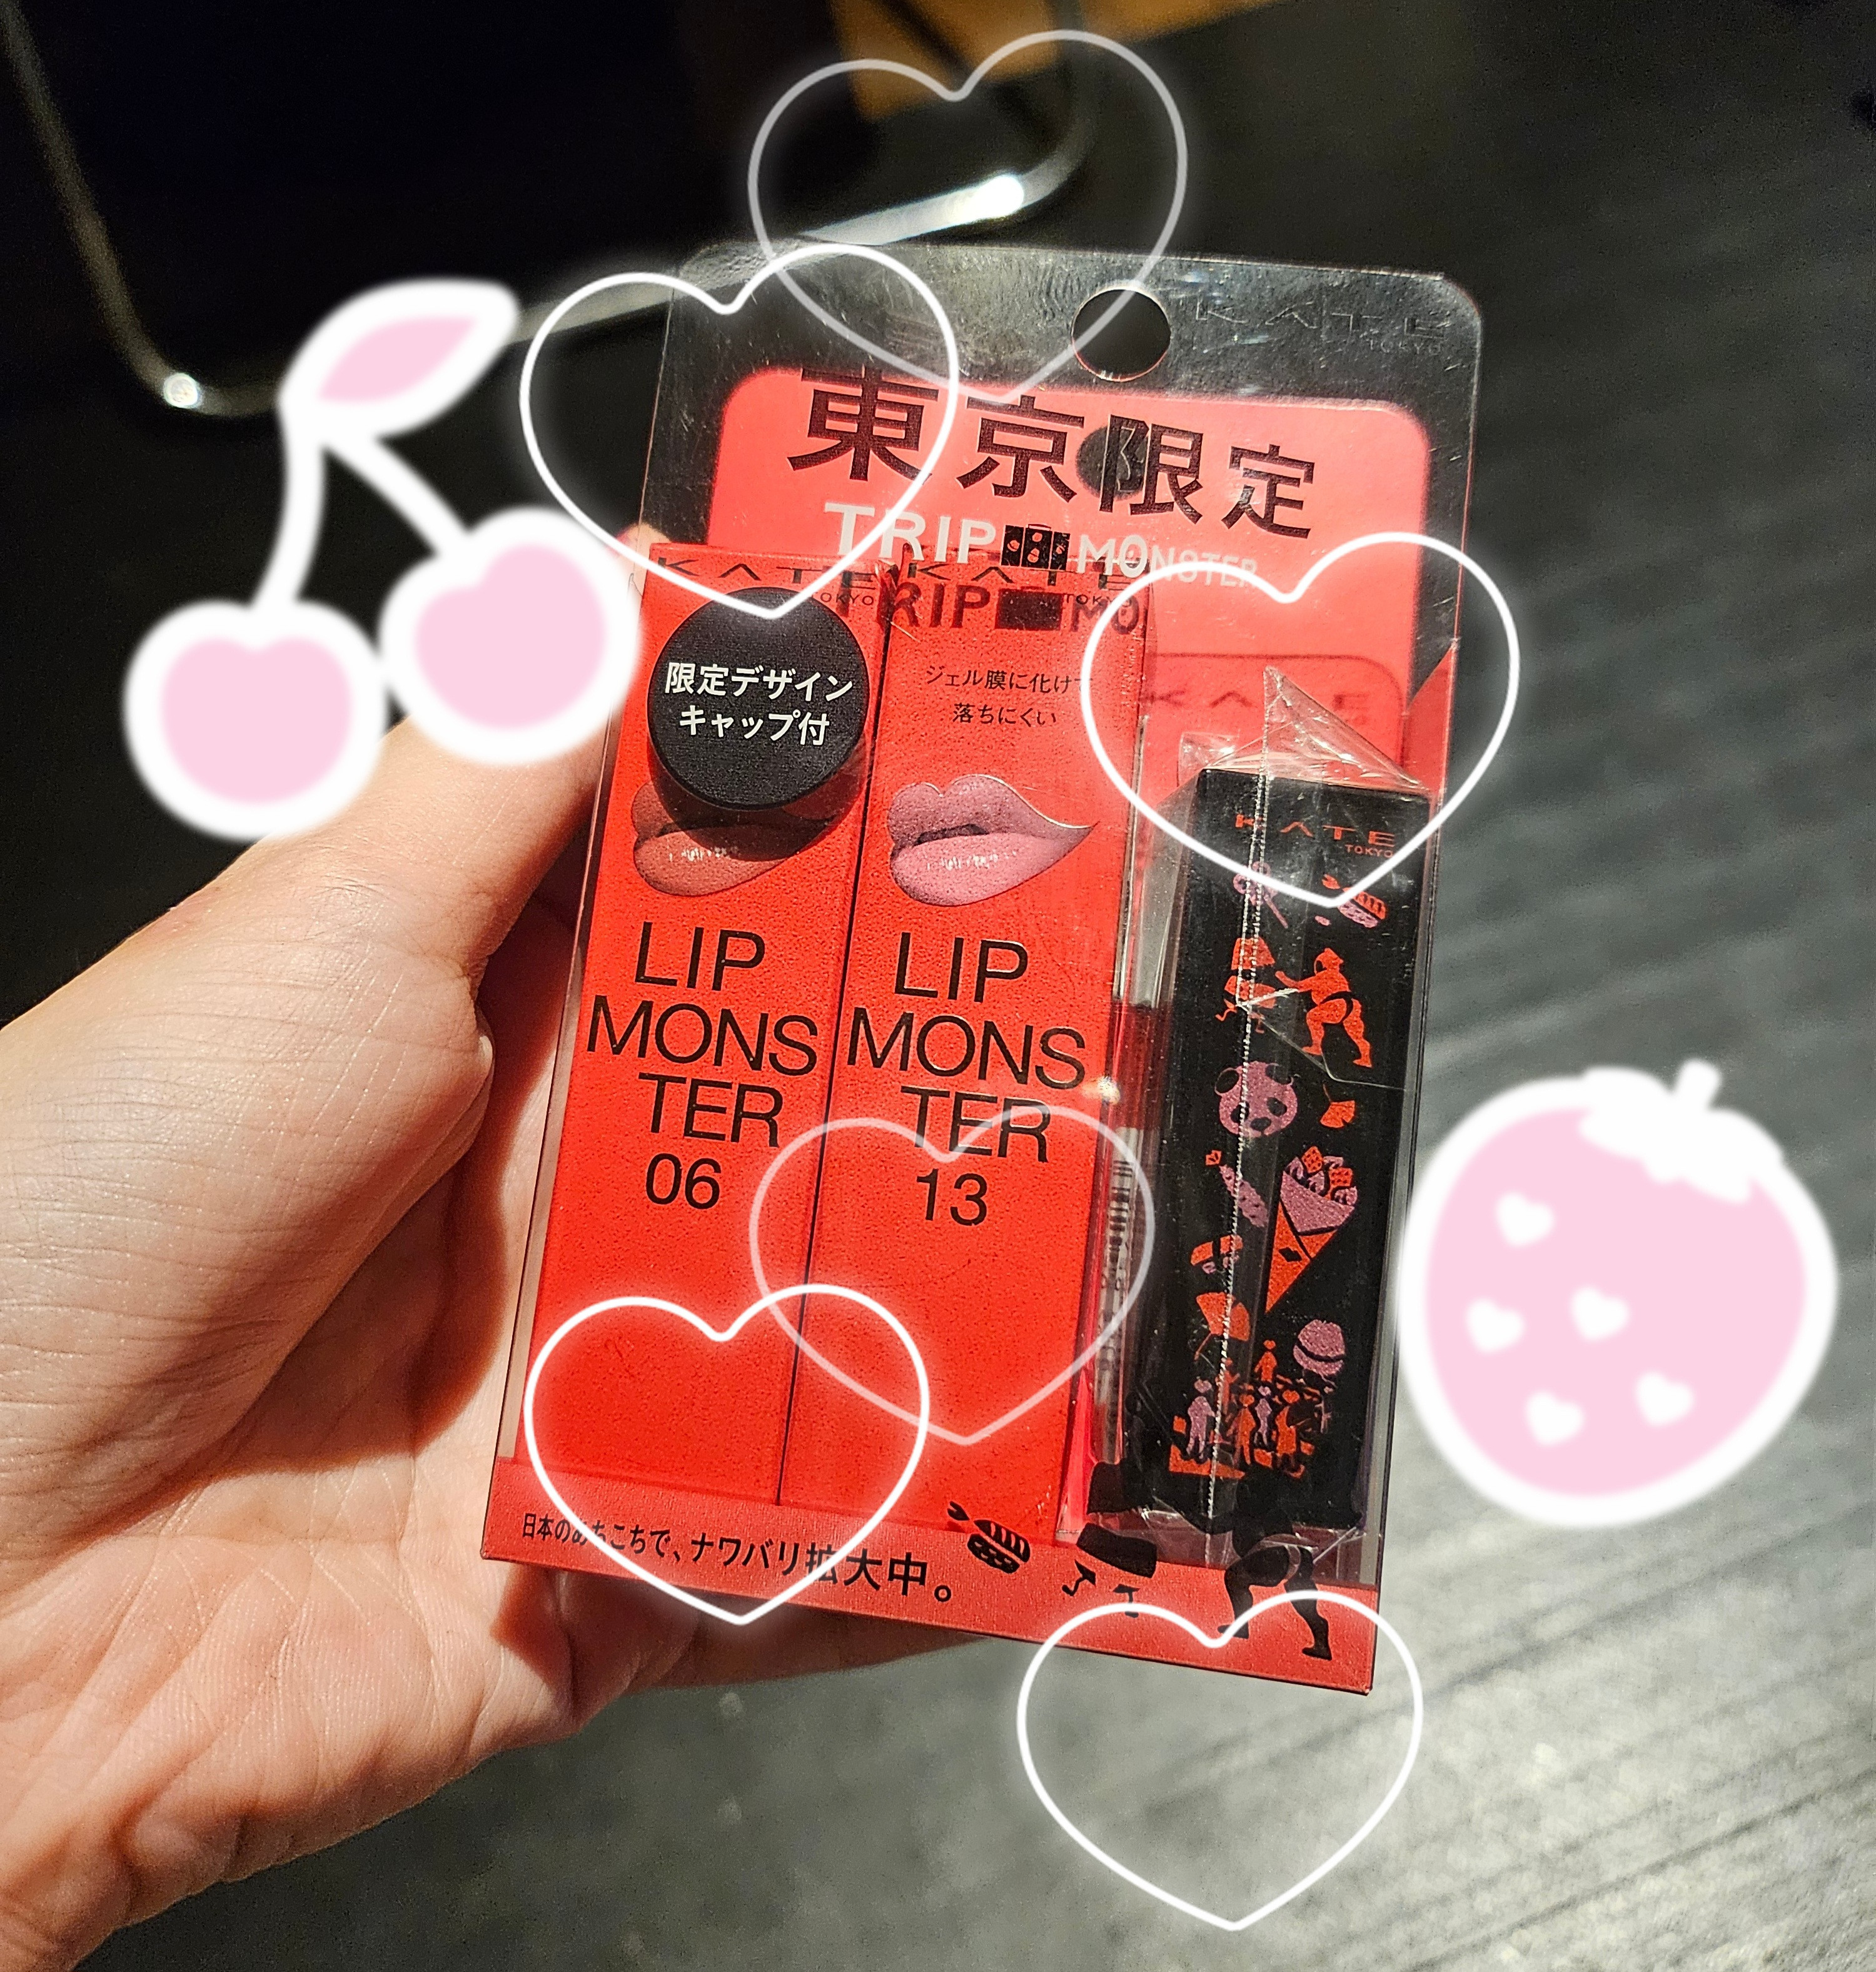 KATE
TOKYO
東京限定
TRIP MONSTER
KATE KATE
TOKYO TOKYO
TRIP MO
限定デザイン
キャップ付
ジェル膜に化けて
落ちにくい
KATE
KATE
TOKYO
LIP
MONS
TER
06
LIP
MONS
TER
13
日本のあちこちで、ナワバリ拡大中。